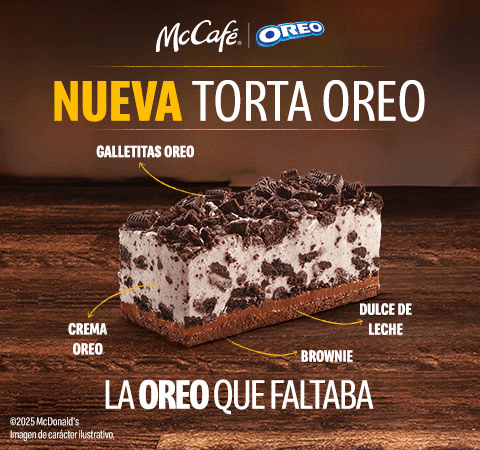 McCafé® | OREO
NUEVA TORTA OREO
GALLETITAS OREO
CREMA
OREO
DULCE DE
LECHE
BROWNIE
LA OREO QUE FALTABA
©2025 McDonald's
Imagen de carácter ilustrativo.